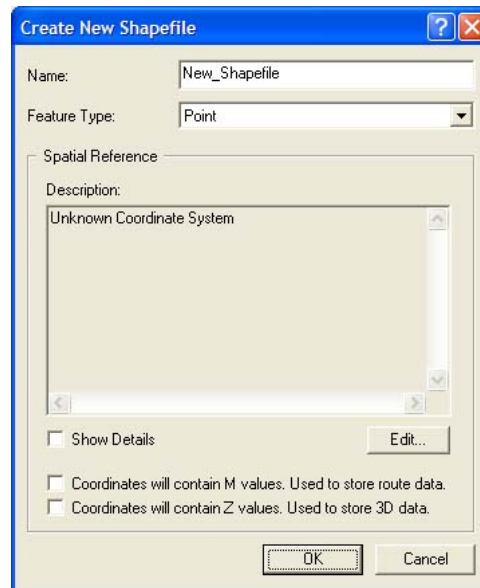 Create New Shapefile
Name:
New_Shapefile
Feature Type:
Point
Spatial Reference
Description:
Unknown Coordinate System
Show Details
Edit...
Coordinates will contain M values. Used to store route data.
Coordinates will contain Z values. Used to store 3D data.
OK
Cancel